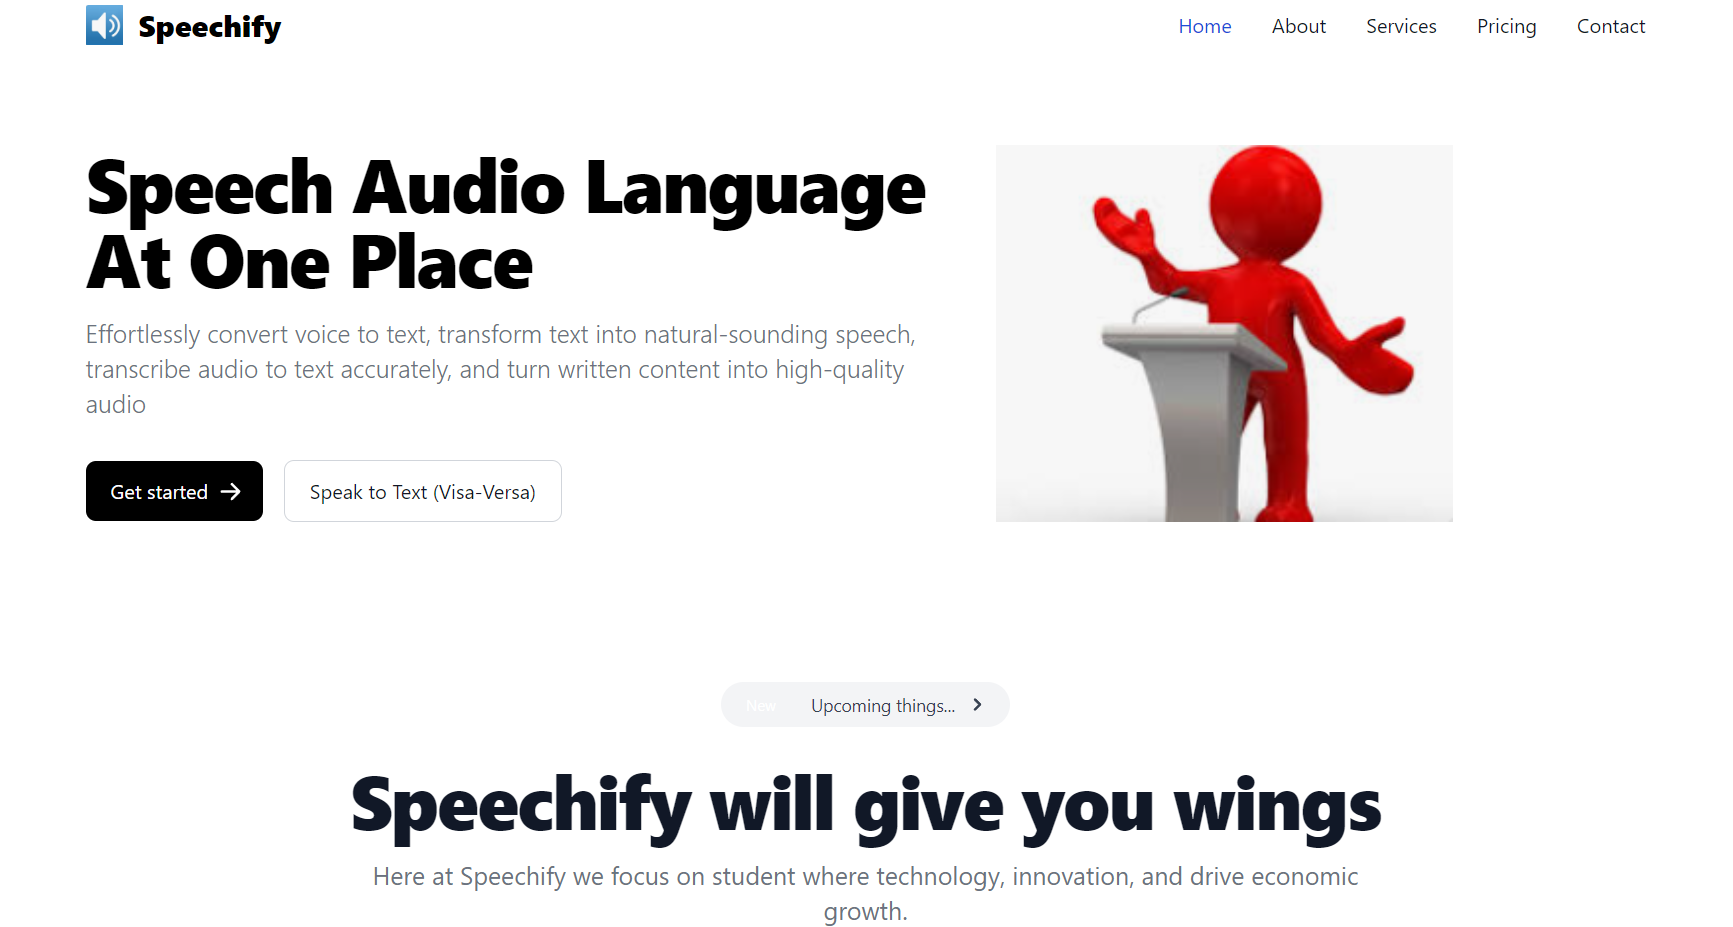 Speechify
Home About Services Pricing Contact
Speech Audio Language
At One Place
Effortlessly convert voice to text, transform text into natural-sounding speech,
transcribe audio to text accurately, and turn written content into high-quality
audio
Get started
Speak to Text (Visa-Versa)
New Upcoming things...
Speechify will give you wings
Here at Speechify we focus on student where technology, innovation, and drive economic
growth.